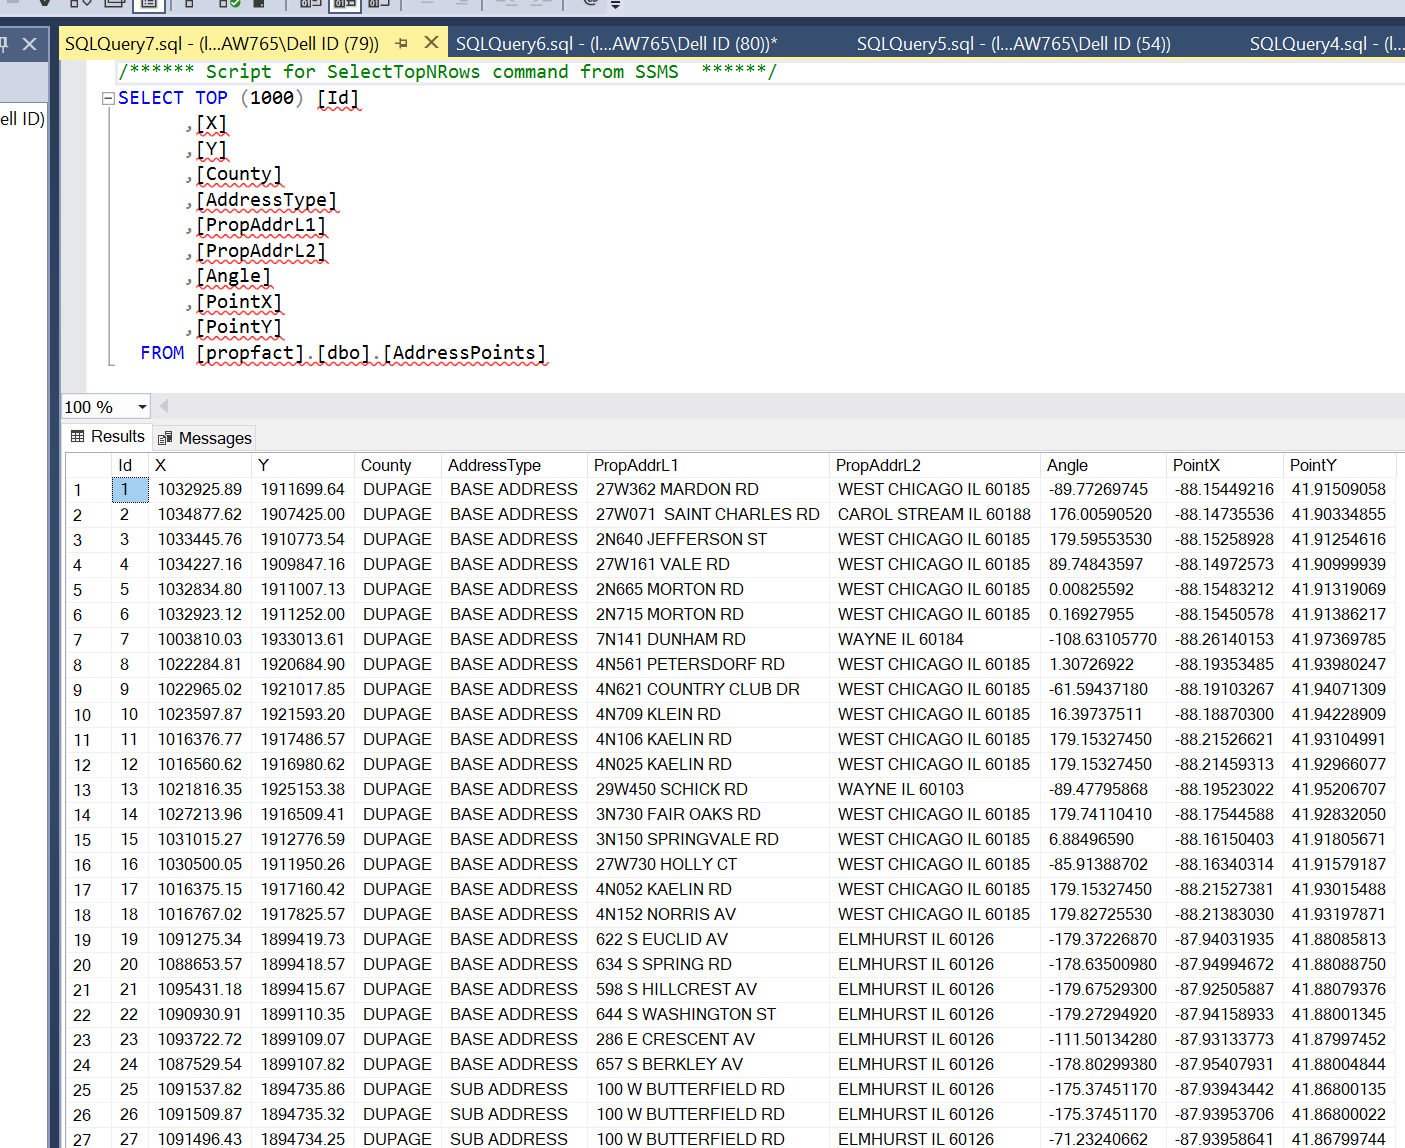 SQLQuery7.sql - (l...AW765\Dell ID (79)) SQLQuery6.sql - (l...AW765\Dell ID (80))* SQLQuery5.sql - (l...AW765\Dell ID (54)) SQLQuery4.sql - (l...
/****** Script for SelectTopNRows command from SSMS ******/
SELECT TOP (1000) [Id]
ell ID)
,[X]
,[Y]
,[County]
,[AddressType]
,[PropAddrL1]
,[PropAddrL2]
,[Angle]
,[PointX]
,[PointY]
FROM [propfact].[dbo].[AddressPoints]
100 %
Results Messages
Id X Y County AddressType PropAddrL1 PropAddrL2 Angle PointX PointY
1 1 1032925.89 1911699.64 DUPAGE BASE ADDRESS 27W362 MARDON RD WEST CHICAGO IL 60185 -89.77269745 -88.15449216 41.91509058
2 2 1034877.62 1907425.00 DUPAGE BASE ADDRESS 27W071  SAINT CHARLES RD CAROL STREAM IL 60188 176.00590520 -88.14735536 41.90334855
3 3 1033445.76 1910773.54 DUPAGE BASE ADDRESS 2N640 JEFFERSON ST WEST CHICAGO IL 60185 179.59553530 -88.15258928 41.91254616
4 4 1034227.16 1909847.16 DUPAGE BASE ADDRESS 27W161 VALE RD WEST CHICAGO IL 60185 89.74843597 -88.14972573 41.90999939
5 5 1032834.80 1911007.13 DUPAGE BASE ADDRESS 2N665 MORTON RD WEST CHICAGO IL 60185 0.00825592 -88.15483212 41.91319069
6 6 1032923.12 1911252.00 DUPAGE BASE ADDRESS 2N715 MORTON RD WEST CHICAGO IL 60185 0.16927955 -88.15450578 41.91386217
7 7 1003810.03 1933013.61 DUPAGE BASE ADDRESS 7N141 DUNHAM RD WAYNE IL 60184 -108.63105770 -88.26140153 41.97369785
8 8 1022284.81 1920684.90 DUPAGE BASE ADDRESS 4N561 PETERSDORF RD WEST CHICAGO IL 60185 1.30726922 -88.19353485 41.93980247
9 9 1022965.02 1921017.85 DUPAGE BASE ADDRESS 4N621 COUNTRY CLUB DR WEST CHICAGO IL 60185 -61.59437180 -88.19103267 41.94071309
10 10 1023597.87 1921593.20 DUPAGE BASE ADDRESS 4N709 KLEIN RD WEST CHICAGO IL 60185 16.39737511 -88.18870300 41.94228909
11 11 1016376.77 1917486.57 DUPAGE BASE ADDRESS 4N106 KAELIN RD WEST CHICAGO IL 60185 179.15327450 -88.21526621 41.93104991
12 12 1016560.62 1916980.62 DUPAGE BASE ADDRESS 4N025 KAELIN RD WEST CHICAGO IL 60185 179.15327450 -88.21459313 41.92966077
13 13 1021816.35 1925153.38 DUPAGE BASE ADDRESS 29W450 SCHICK RD WAYNE IL 60103 -89.47795868 -88.19523022 41.95206707
14 14 1027213.96 1916509.41 DUPAGE BASE ADDRESS 3N730 FAIR OAKS RD WEST CHICAGO IL 60185 179.74110410 -88.17544588 41.92832050
15 15 1031015.27 1912776.59 DUPAGE BASE ADDRESS 3N150 SPRINGVALE RD WEST CHICAGO IL 60185 6.88496590 -88.16150403 41.91805671
16 16 1030500.05 1911950.26 DUPAGE BASE ADDRESS 27W730 HOLLY CT WEST CHICAGO IL 60185 -85.91388702 -88.16340314 41.91579187
17 17 1016375.15 1917160.42 DUPAGE BASE ADDRESS 4N052 KAELIN RD WEST CHICAGO IL 60185 179.15327450 -88.21527381 41.93015488
18 18 1016767.02 1917825.57 DUPAGE BASE ADDRESS 4N152 NORRIS AV WEST CHICAGO IL 60185 179.82725530 -88.21383030 41.93197871
19 19 1091275.34 1899419.73 DUPAGE BASE ADDRESS 622 S EUCLID AV ELMHURST IL 60126 -179.37226870 -87.94031935 41.88085813
20 20 1088653.57 1899418.57 DUPAGE BASE ADDRESS 634 S SPRING RD ELMHURST IL 60126 -178.63500980 -87.94994672 41.88088750
21 21 1095431.18 1899415.67 DUPAGE BASE ADDRESS 598 S HILLCREST AV ELMHURST IL 60126 -179.67529300 -87.92505887 41.88079376
22 22 1090930.91 1899110.35 DUPAGE BASE ADDRESS 644 S WASHINGTON ST ELMHURST IL 60126 -179.27294920 -87.94158933 41.88001345
23 23 1093722.72 1899109.07 DUPAGE BASE ADDRESS 286 E CRESCENT AV ELMHURST IL 60126 -111.50134280 -87.93133773 41.87997452
24 24 1087529.54 1899107.82 DUPAGE BASE ADDRESS 657 S BERKLEY AV ELMHURST IL 60126 -178.80299380 -87.95407931 41.88004844
25 25 1091537.82 1894735.86 DUPAGE SUB ADDRESS 100 W BUTTERFIELD RD ELMHURST IL 60126 -175.37451170 -87.93943442 41.86800135
26 26 1091509.87 1894735.32 DUPAGE SUB ADDRESS 100 W BUTTERFIELD RD ELMHURST IL 60126 -175.37451170 -87.93953706 41.86800022
27 27 1091496.43 1894734.25 DUPAGE SUB ADDRESS 100 W BUTTERFIELD RD ELMHURST IL 60126 -71.23240662 -87.93958641 41.86799744